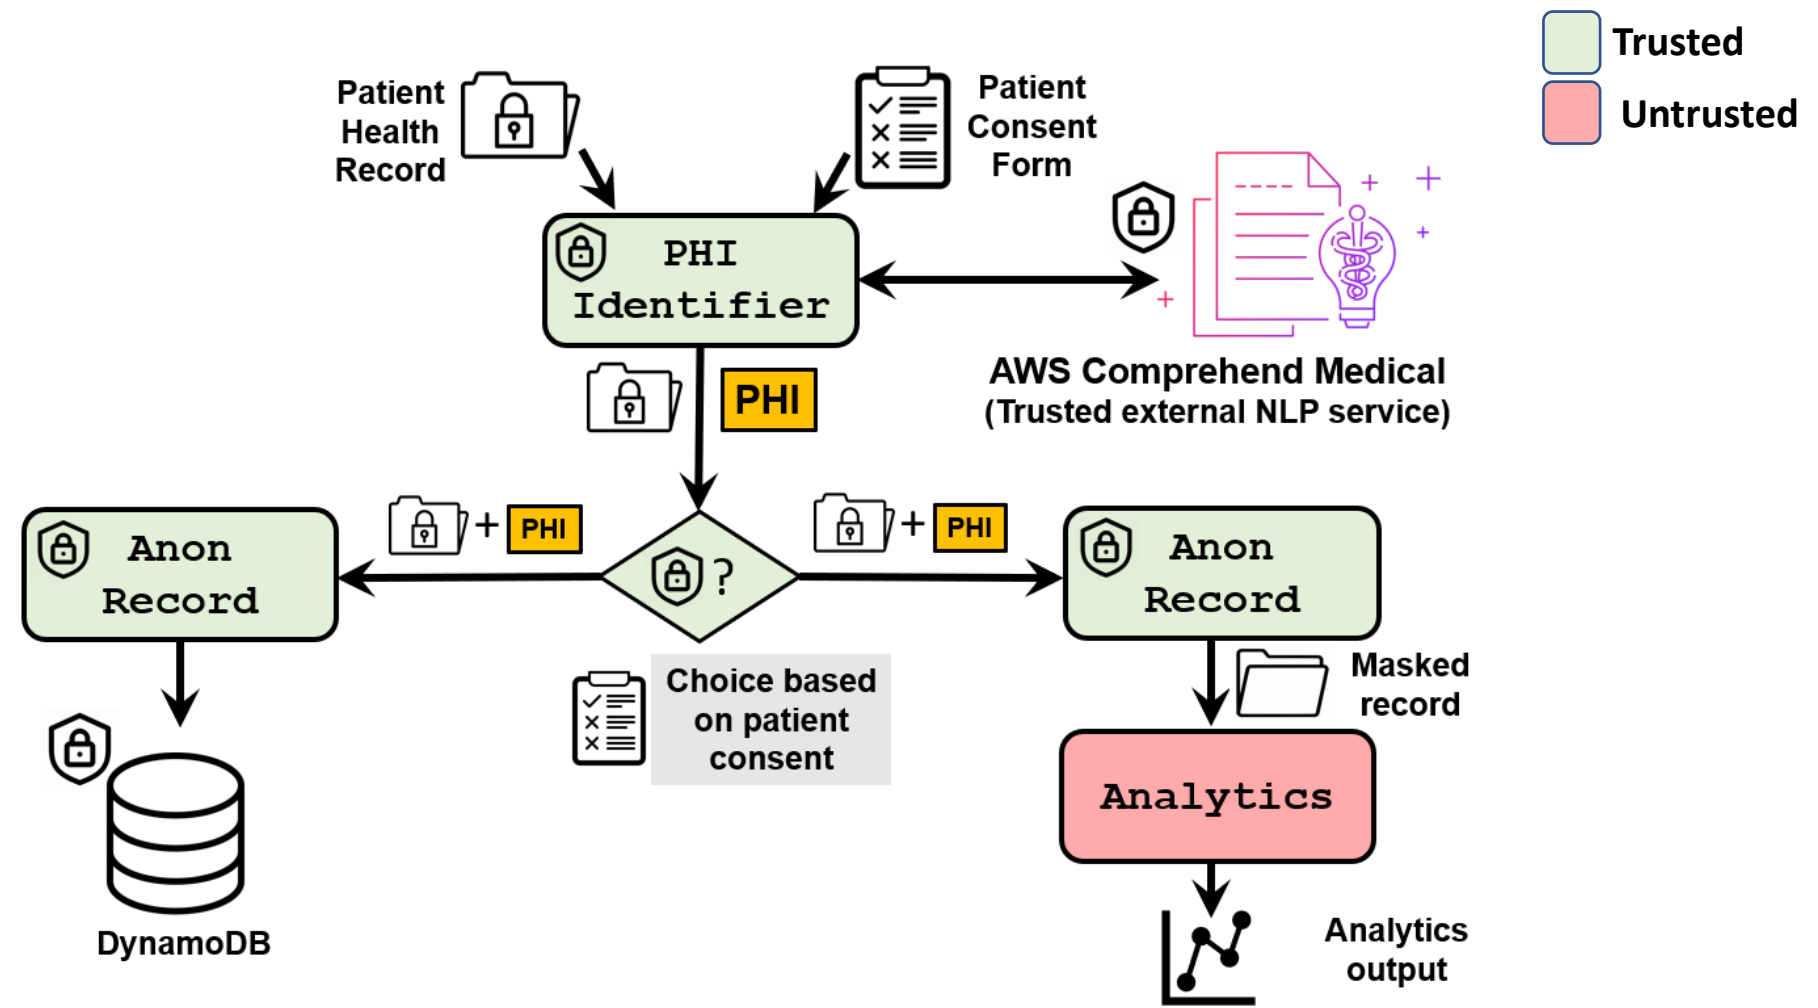 Trusted
Untrusted
Patient
Health
Record
Patient
Consent
Form
PHI
Identifier
AWS Comprehend Medical
(Trusted external NLP service)
PHI
+ PHI
+ PHI
Anon
Record
?
Anon
Record
Choice based
on patient
consent
Masked
record
Analytics
DynamoDB
Analytics
output